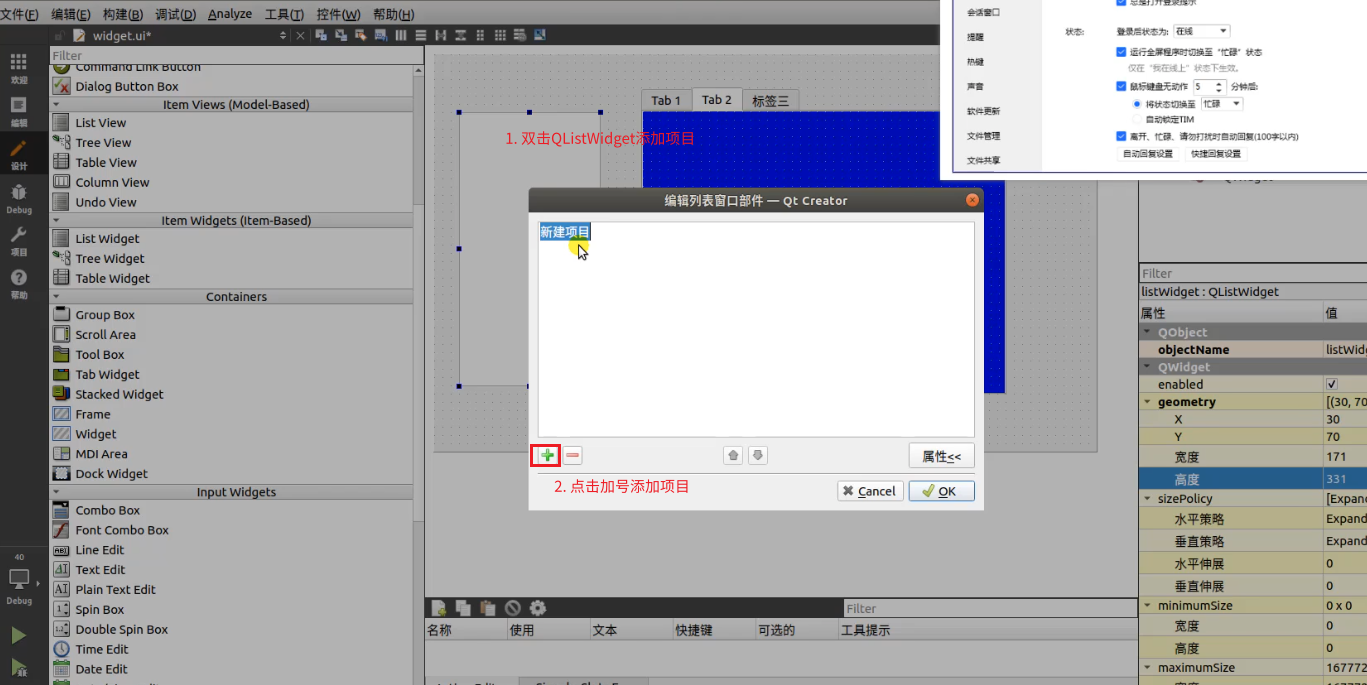 文件(F) 编辑(E) 构建(B) 调试(D) Analyze 工具(T) 控件(W) 帮助(H)
widget.ui*
欢迎
编辑
设计
Debug
项目
帮助
40
Debug
Filter
Command Link Button
Dialog Button Box
Item Views (Model-Based)
List View
Tree View
Table View
Column View
Undo View
Item Widgets (Item-Based)
List Widget
Tree Widget
Table Widget
Containers
Group Box
Scroll Area
Tool Box
Tab Widget
Stacked Widget
Frame
Widget
MDI Area
Dock Widget
Input Widgets
Combo Box
Font Combo Box
Line Edit
Text Edit
Plain Text Edit
Spin Box
Double Spin Box
Time Edit
Date Edit
Tab 1 Tab 2 标签三
1. 双击QListWidget添加项目
编辑列表窗口部件 — Qt Creator
新建项目
属性<<
2. 点击加号添加项目
Cancel OK
Filter
名称 使用 文本 快捷键 可选的 工具提示
会话窗口
提醒
热键
声音
软件更新
文件管理
文件共享
状态: 登录后状态为: 在线
运行全屏程序时切换至“忙碌”状态
仅在“我在线上”状态下生效。
鼠标键盘无动作 5 分钟后:
将状态切换至 忙碌
自动锁定TIM
离开、忙碌、请勿打扰时自动回复(100字以内)
自动回复设置 快捷回复设置
Filter
listWidget : QListWidget
属性 值
QObject
objectName listWid
QWidget
enabled
geometry [(30, 70
X 30
Y 70
宽度 171
高度 331
sizePolicy [Expan
水平策略 Expand
垂直策略 Expand
水平伸展 0
垂直伸展 0
minimumSize 0 x 0
宽度 0
高度 0
maximumSize 167772